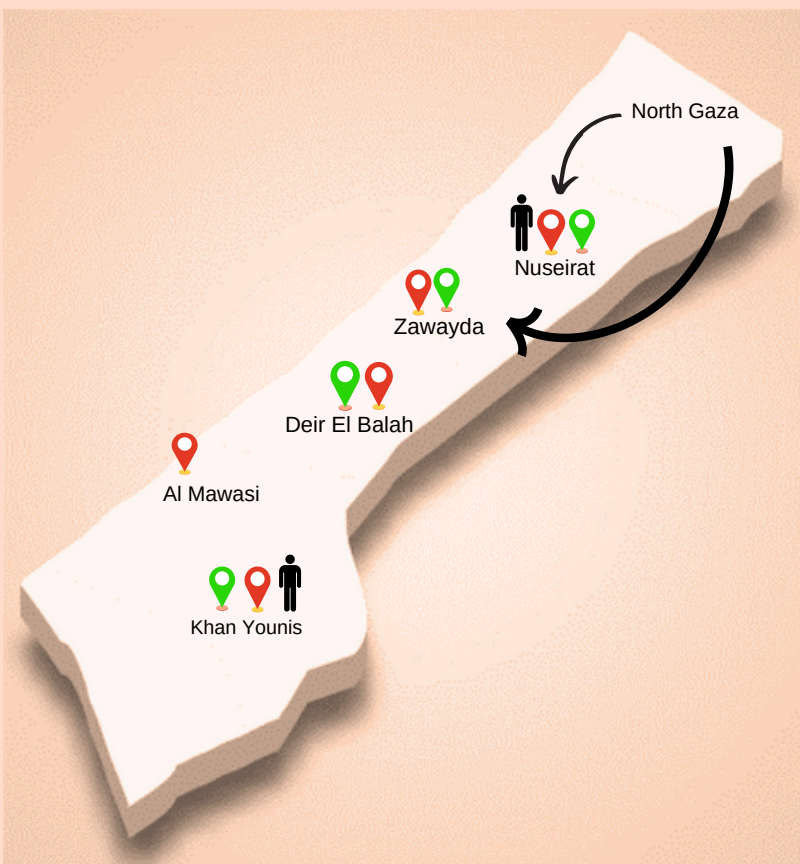 North Gaza
Nuseirat
Zawayda
Deir El Balah
Al Mawasi
Khan Younis